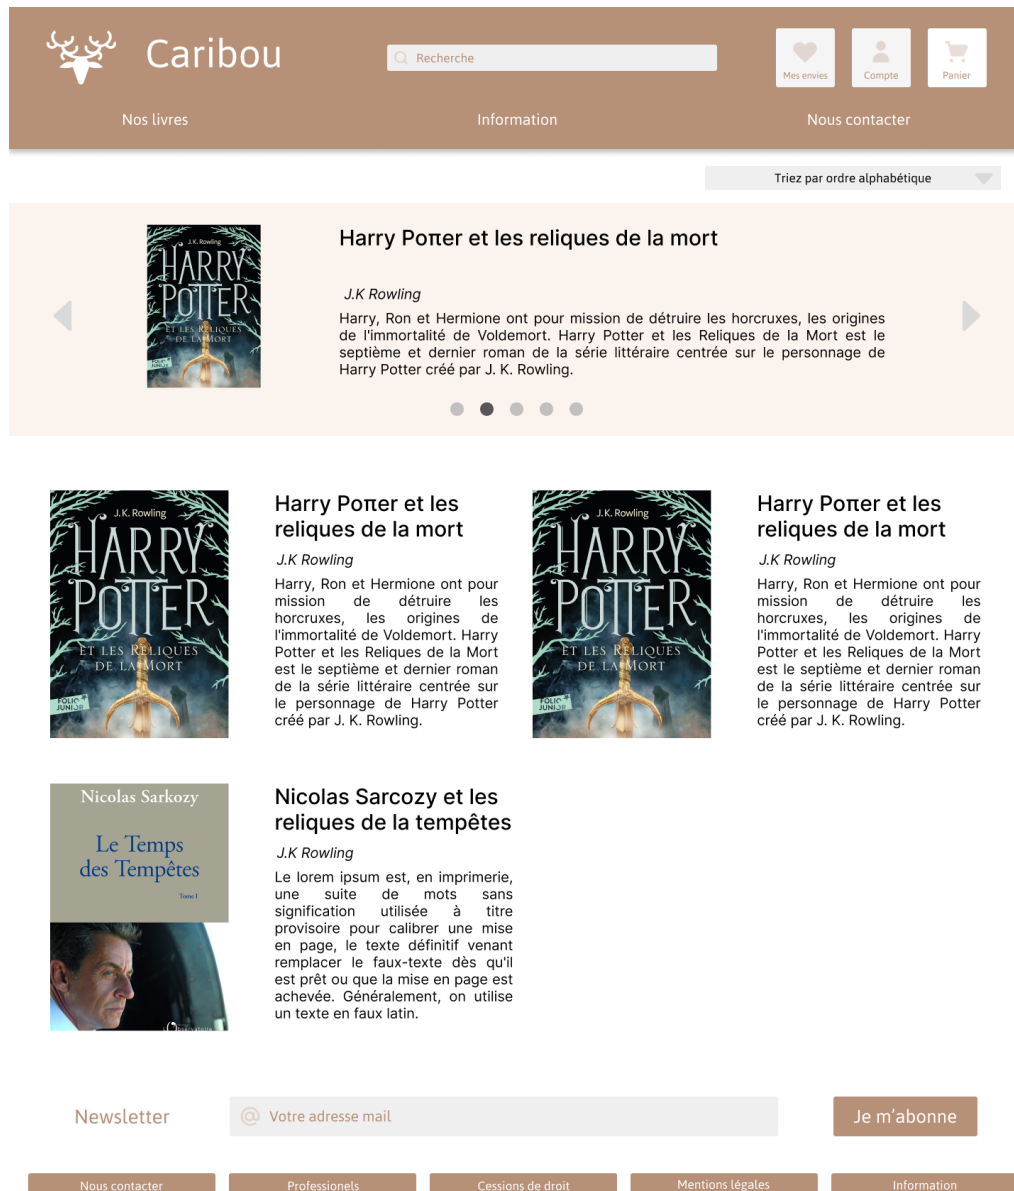 Caribou
Recherche
Mes envies
Compte
Panier
Nos livres
Information
Nous contacter
Triez par ordre alphabétique
J.K. Rowling
HARRY
POTTER
ET LES RELIQUES
DE LA MORT
FOLIO
JUNIOR
Harry Poττer et les reliques de la mort
J.K Rowling
Harry, Ron et Hermione ont pour mission de détruire les horcruxes, les origines
de l'immortalité de Voldemort. Harry Potter et les Reliques de la Mort est le
septième et dernier roman de la série littéraire centrée sur le personnage de
Harry Potter créé par J. K. Rowling.
J.K. Rowling
HARRY
POTTER
ET LES RELIQUES
DE LA MORT
FOLIO
JUNIOR
Harry Poττer et les
reliques de la mort
J.K Rowling
Harry, Ron et Hermione ont pour
mission de détruire les
horcruxes, les origines de
l'immortalité de Voldemort. Harry
Potter et les Reliques de la Mort
est le septième et dernier roman
de la série littéraire centrée sur
le personnage de Harry Potter
créé par J. K. Rowling.
J.K. Rowling
HARRY
POTTER
ET LES RELIQUES
DE LA MORT
FOLIO
JUNIOR
Harry Poττer et les
reliques de la mort
J.K Rowling
Harry, Ron et Hermione ont pour
mission de détruire les
horcruxes, les origines de
l'immortalité de Voldemort. Harry
Potter et les Reliques de la Mort
est le septième et dernier roman
de la série littéraire centrée sur
le personnage de Harry Potter
créé par J. K. Rowling.
Nicolas Sarkozy
Le Temps
des Tempêtes
Tome I
L'Observatoire
Nicolas Sarcozy et les
reliques de la tempêtes
J.K Rowling
Le lorem ipsum est, en imprimerie,
une suite de mots sans
signification utilisée à titre
provisoire pour calibrer une mise
en page, le texte définitif venant
remplacer le faux-texte dès qu'il
est prêt ou que la mise en page est
achevée. Généralement, on utilise
un texte en faux latin.
Newsletter
@ Votre adresse mail
Je m'abonne
Nous contacter
Professionels
Cessions de droit
Mentions légales
Information